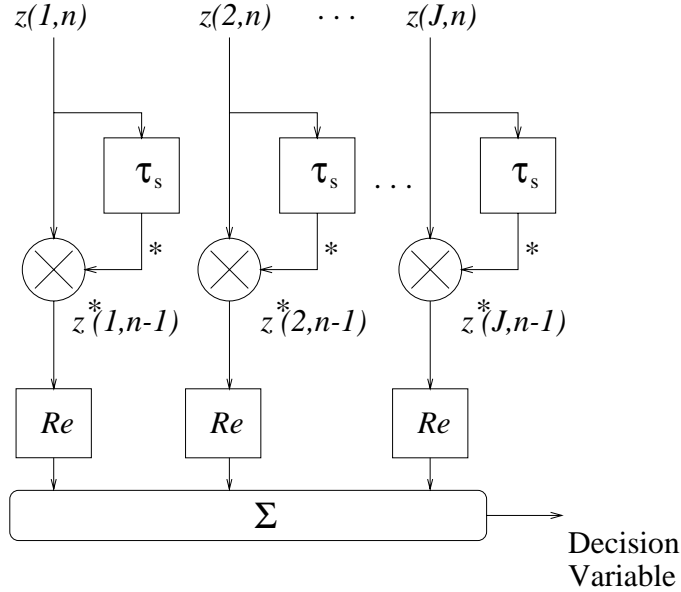 z(1,n) z(2,n) · · · z(J,n)
τs τs . . . τs
* * *
z*(1,n-1) z*(2,n-1) z*(J,n-1)
Re Re Re
Σ
Decision
Variable